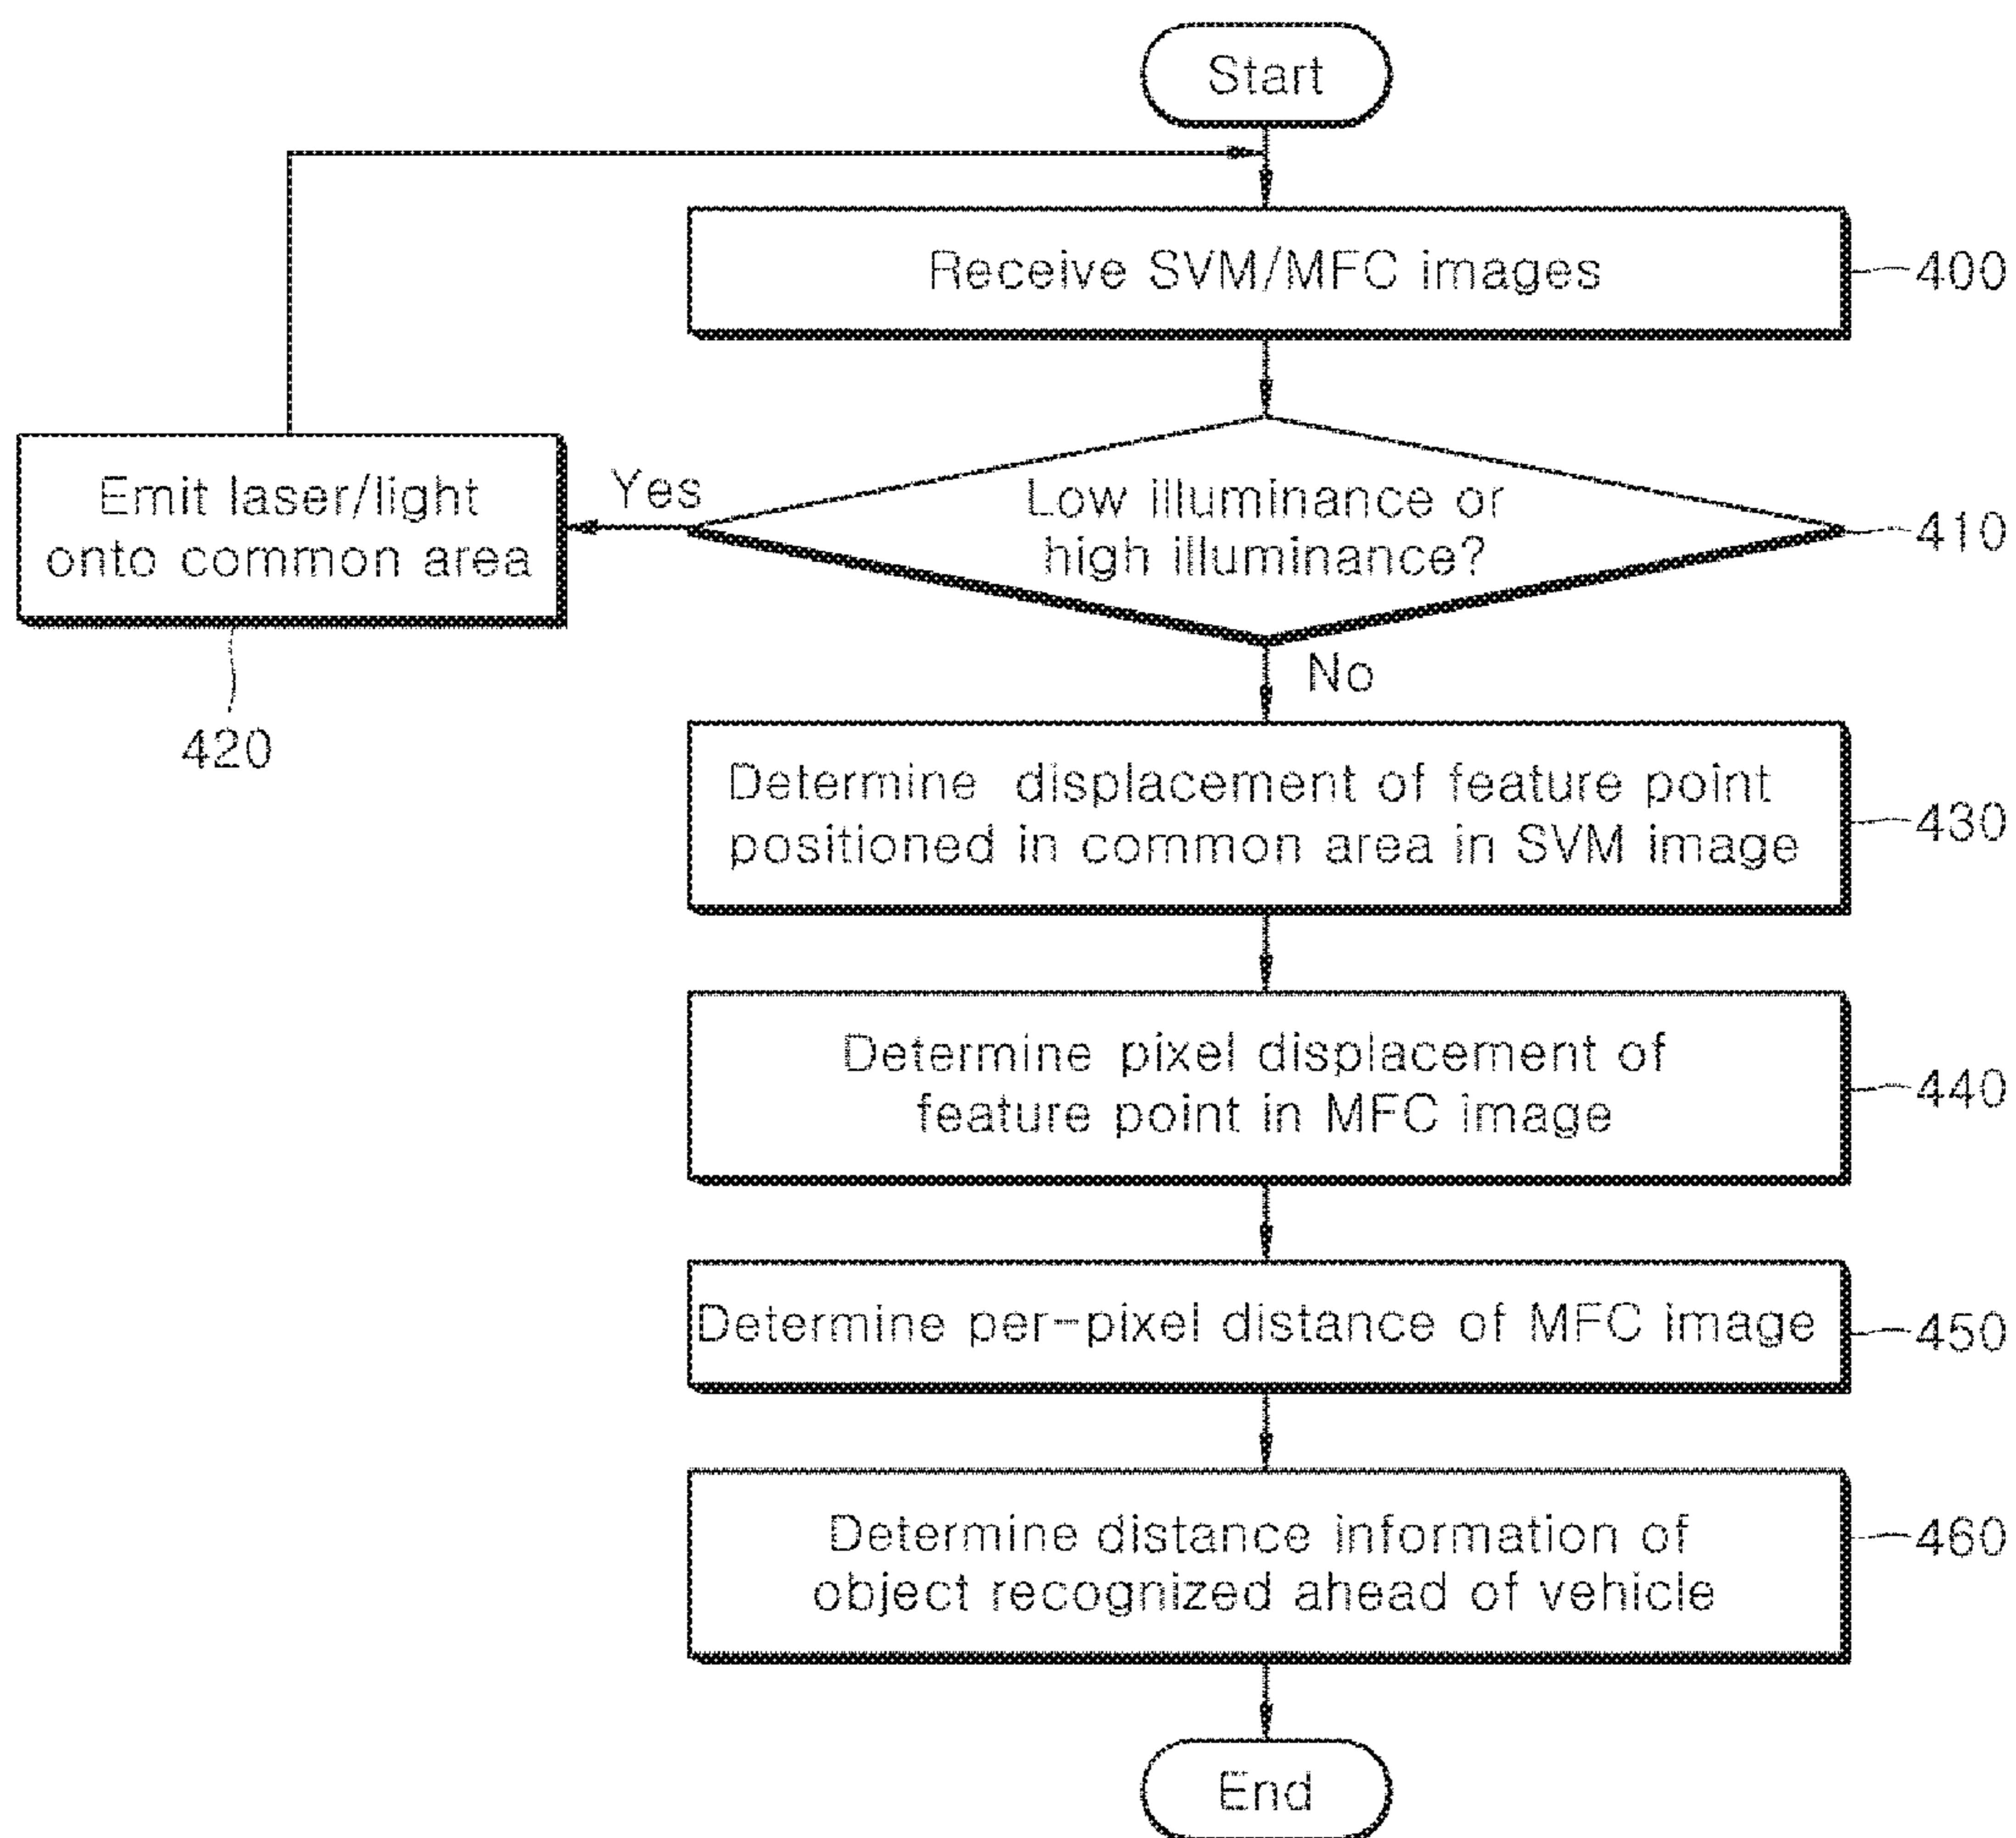 Start
Receive SVM/MFC images
400
Low illuminance or
high illuminance?
410
Yes
Emit laser/light
onto common area
420
No
Determine displacement of feature point
positioned in common area in SVM image
430
Determine pixel displacement of
feature point in MFC image
440
Determine per-pixel distance of MFC image
450
Determine distance information of
object recognized ahead of vehicle
460
End